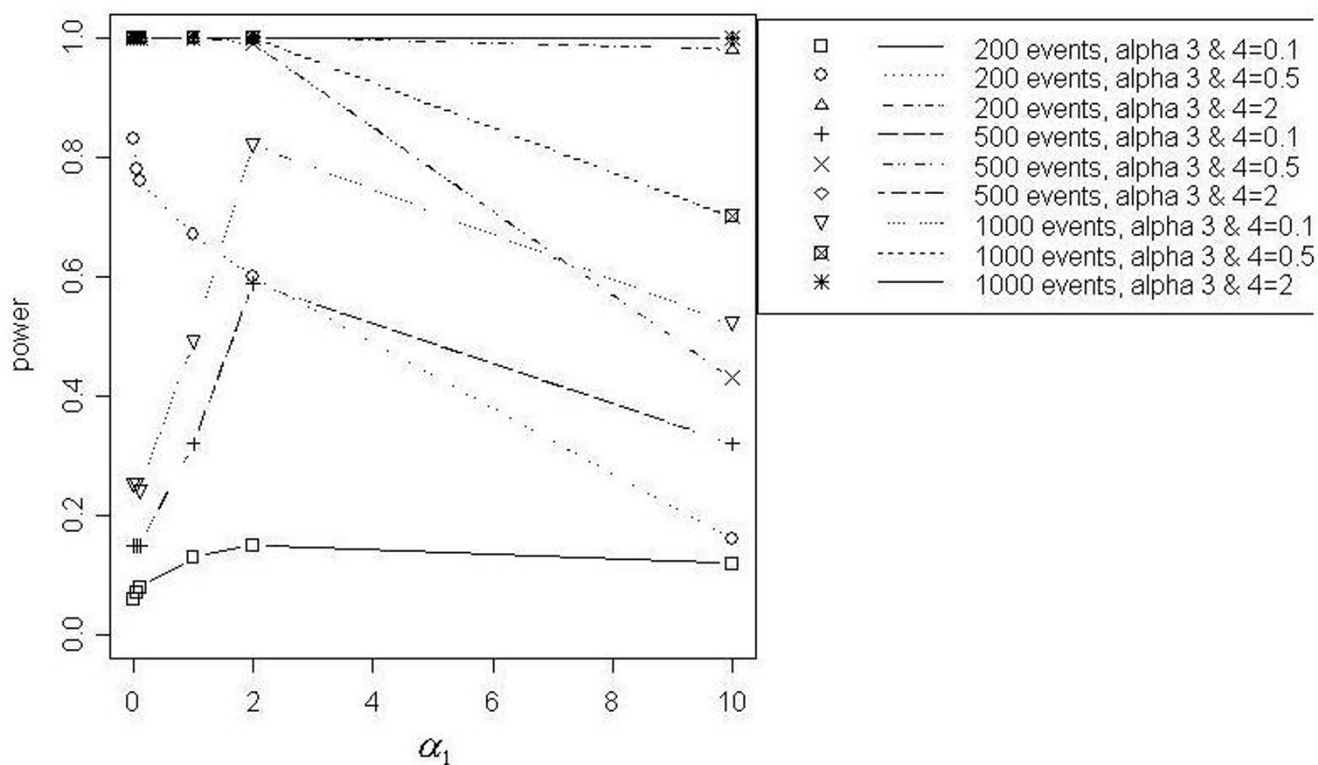 power
1.0
0.8
0.6
0.4
0.2
0.0
0 2 4 6 8 10
α1
200 events, alpha 3 & 4=0.1
200 events, alpha 3 & 4=0.5
200 events, alpha 3 & 4=2
500 events, alpha 3 & 4=0.1
500 events, alpha 3 & 4=0.5
500 events, alpha 3 & 4=2
1000 events, alpha 3 & 4=0.1
1000 events, alpha 3 & 4=0.5
1000 events, alpha 3 & 4=2